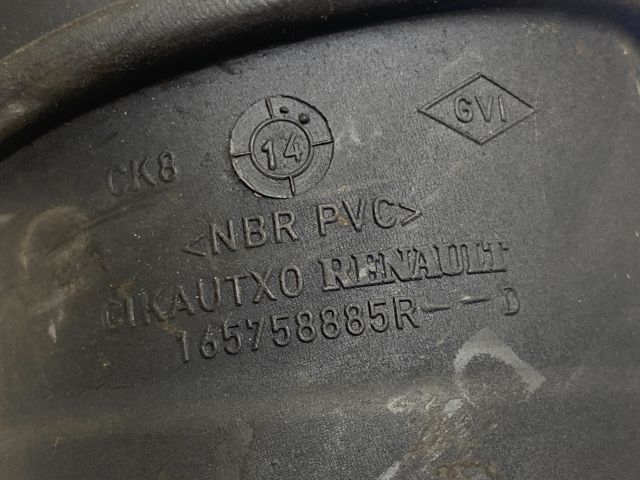 GVI
14
CK8
<NBR PVC>
CIKAUTXO RENAULT
165758885R---D